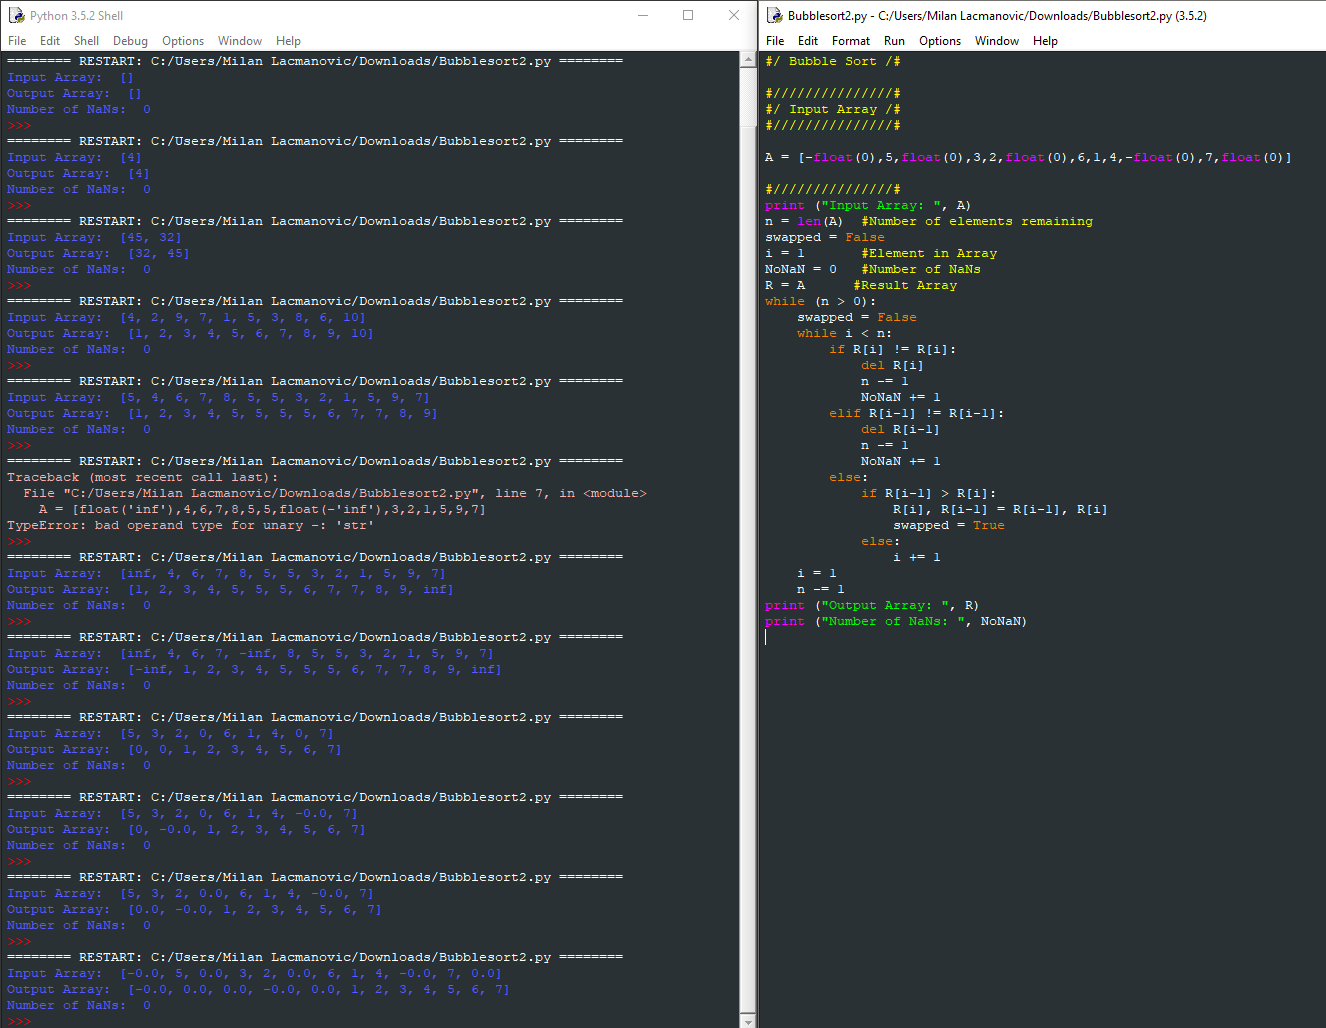 Python 3.5.2 Shell
File Edit Shell Debug Options Window Help
======== RESTART: C:/Users/Milan Lacmanovic/Downloads/Bubblesort2.py ========
Input Array:  []
Output Array:  []
Number of NaNs:  0
>>>
======== RESTART: C:/Users/Milan Lacmanovic/Downloads/Bubblesort2.py ========
Input Array:  [4]
Output Array:  [4]
Number of NaNs:  0
>>>
======== RESTART: C:/Users/Milan Lacmanovic/Downloads/Bubblesort2.py ========
Input Array:  [45, 32]
Output Array:  [32, 45]
Number of NaNs:  0
>>>
======== RESTART: C:/Users/Milan Lacmanovic/Downloads/Bubblesort2.py ========
Input Array:  [4, 2, 9, 7, 1, 5, 3, 8, 6, 10]
Output Array:  [1, 2, 3, 4, 5, 6, 7, 8, 9, 10]
Number of NaNs:  0
>>>
======== RESTART: C:/Users/Milan Lacmanovic/Downloads/Bubblesort2.py ========
Input Array:  [5, 4, 6, 7, 8, 5, 5, 3, 2, 1, 5, 9, 7]
Output Array:  [1, 2, 3, 4, 5, 5, 5, 5, 6, 7, 7, 8, 9]
Number of NaNs:  0
>>>
======== RESTART: C:/Users/Milan Lacmanovic/Downloads/Bubblesort2.py ========
Traceback (most recent call last):
  File "C:/Users/Milan Lacmanovic/Downloads/Bubblesort2.py", line 7, in <module>
    A = [float('inf'),4,6,7,8,5,5,float(-'inf'),3,2,1,5,9,7]
TypeError: bad operand type for unary -: 'str'
>>>
======== RESTART: C:/Users/Milan Lacmanovic/Downloads/Bubblesort2.py ========
Input Array:  [inf, 4, 6, 7, 8, 5, 5, 3, 2, 1, 5, 9, 7]
Output Array:  [1, 2, 3, 4, 5, 5, 5, 6, 7, 7, 8, 9, inf]
Number of NaNs:  0
>>>
======== RESTART: C:/Users/Milan Lacmanovic/Downloads/Bubblesort2.py ========
Input Array:  [inf, 4, 6, 7, -inf, 8, 5, 5, 3, 2, 1, 5, 9, 7]
Output Array:  [-inf, 1, 2, 3, 4, 5, 5, 5, 6, 7, 7, 8, 9, inf]
Number of NaNs:  0
>>>
======== RESTART: C:/Users/Milan Lacmanovic/Downloads/Bubblesort2.py ========
Input Array:  [5, 3, 2, 0, 6, 1, 4, 0, 7]
Output Array:  [0, 0, 1, 2, 3, 4, 5, 6, 7]
Number of NaNs:  0
>>>
======== RESTART: C:/Users/Milan Lacmanovic/Downloads/Bubblesort2.py ========
Input Array:  [5, 3, 2, 0, 6, 1, 4, -0.0, 7]
Output Array:  [0, -0.0, 1, 2, 3, 4, 5, 6, 7]
Number of NaNs:  0
>>>
======== RESTART: C:/Users/Milan Lacmanovic/Downloads/Bubblesort2.py ========
Input Array:  [5, 3, 2, 0.0, 6, 1, 4, -0.0, 7]
Output Array:  [0.0, -0.0, 1, 2, 3, 4, 5, 6, 7]
Number of NaNs:  0
>>>
======== RESTART: C:/Users/Milan Lacmanovic/Downloads/Bubblesort2.py ========
Input Array:  [-0.0, 5, 0.0, 3, 2, 0.0, 6, 1, 4, -0.0, 7, 0.0]
Output Array:  [-0.0, 0.0, 0.0, -0.0, 0.0, 1, 2, 3, 4, 5, 6, 7]
Number of NaNs:  0
>>>
Bubblesort2.py - C:/Users/Milan Lacmanovic/Downloads/Bubblesort2.py (3.5.2)
File Edit Format Run Options Window Help
#/ Bubble Sort /#
#///////////////#
#/ Input Array /#
#///////////////#
A = [-float(0),5,float(0),3,2,float(0),6,1,4,-float(0),7,float(0)]
#///////////////#
print ("Input Array: ", A)
n = len(A)  #Number of elements remaining
swapped = False
i = 1       #Element in Array
NoNaN = 0   #Number of NaNs
R = A      #Result Array
while (n > 0):
    swapped = False
    while i < n:
        if R[i] != R[i]:
            del R[i]
            n -= 1
            NoNaN += 1
        elif R[i-1] != R[i-1]:
            del R[i-1]
            n -= 1
            NoNaN += 1
        else:
            if R[i-1] > R[i]:
                R[i], R[i-1] = R[i-1], R[i]
                swapped = True
            else:
                i += 1
    i = 1
    n -= 1
print ("Output Array: ", R)
print ("Number of NaNs: ", NoNaN)